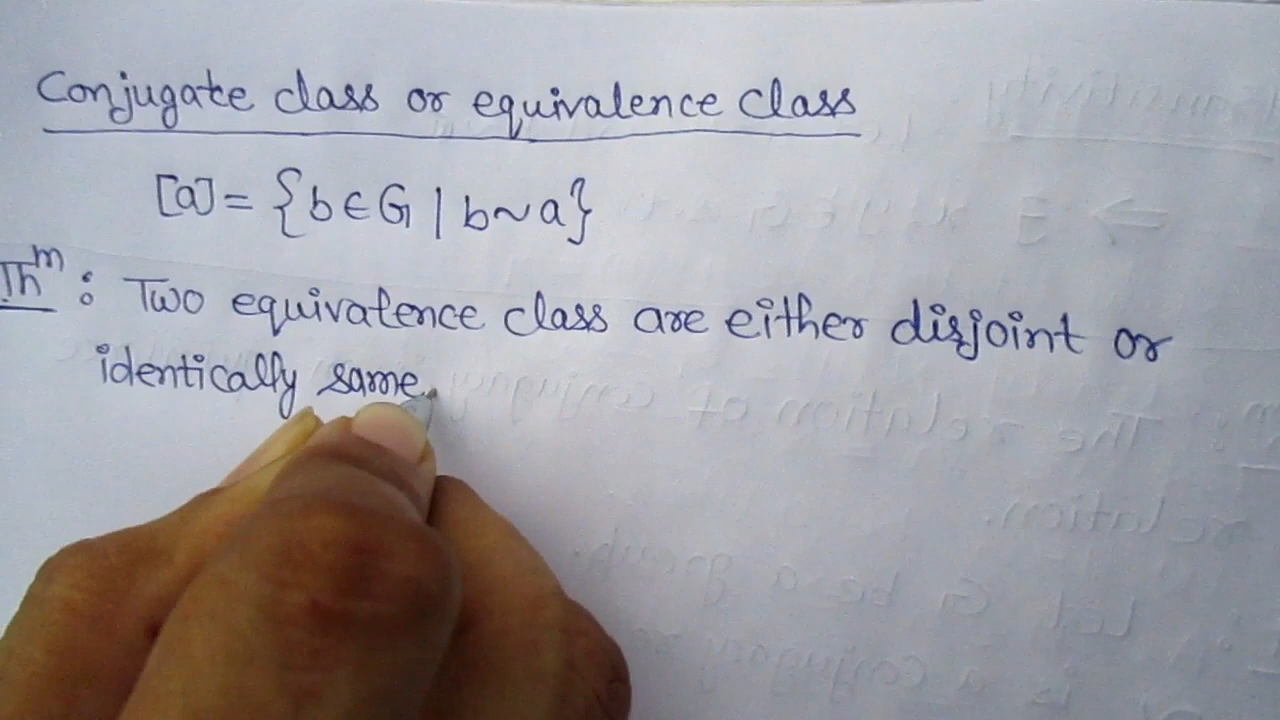 Conjugate class or equivalence class
[a] = {b ∈ G | b ~ a}
Thᵐ : Two equivalence class are either disjoint or
identically same.